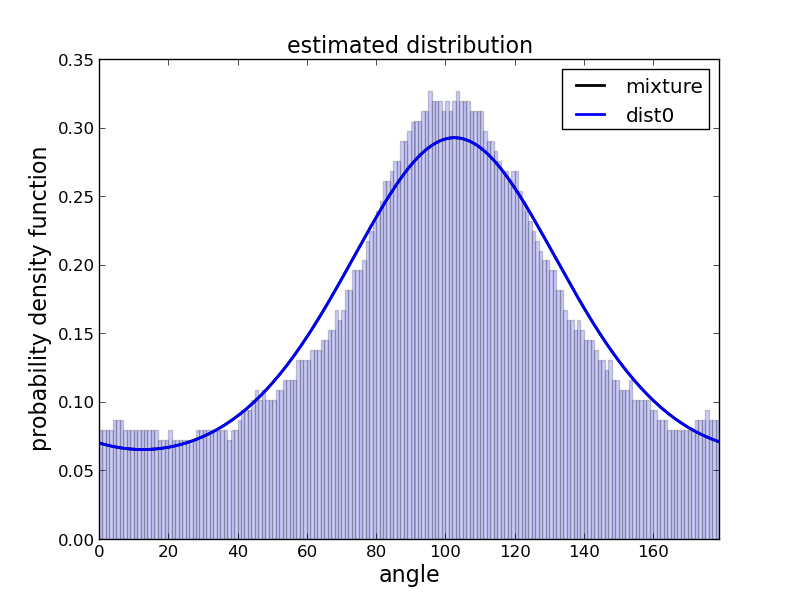 estimated distribution
mixture
dist0
probability density function
0.35
0.30
0.25
0.20
0.15
0.10
0.05
0.00
0 20 40 60 80 100 120 140 160
angle